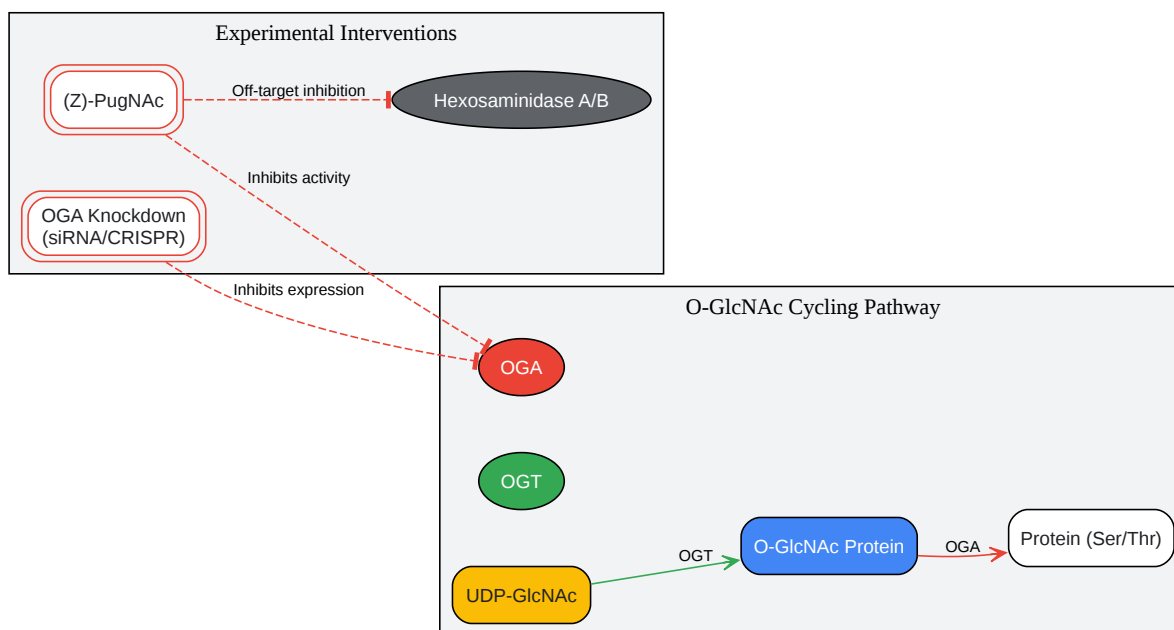 Experimental Interventions
(Z)-PugNAc
Off-target inhibition
Hexosaminidase A/B
Inhibits activity
OGA Knockdown
(siRNA/CRISPR)
Inhibits expression
O-GlcNAc Cycling Pathway
OGA
OGT
UDP-GlcNAc
OGT
O-GlcNAc Protein
OGA
Protein (Ser/Thr)